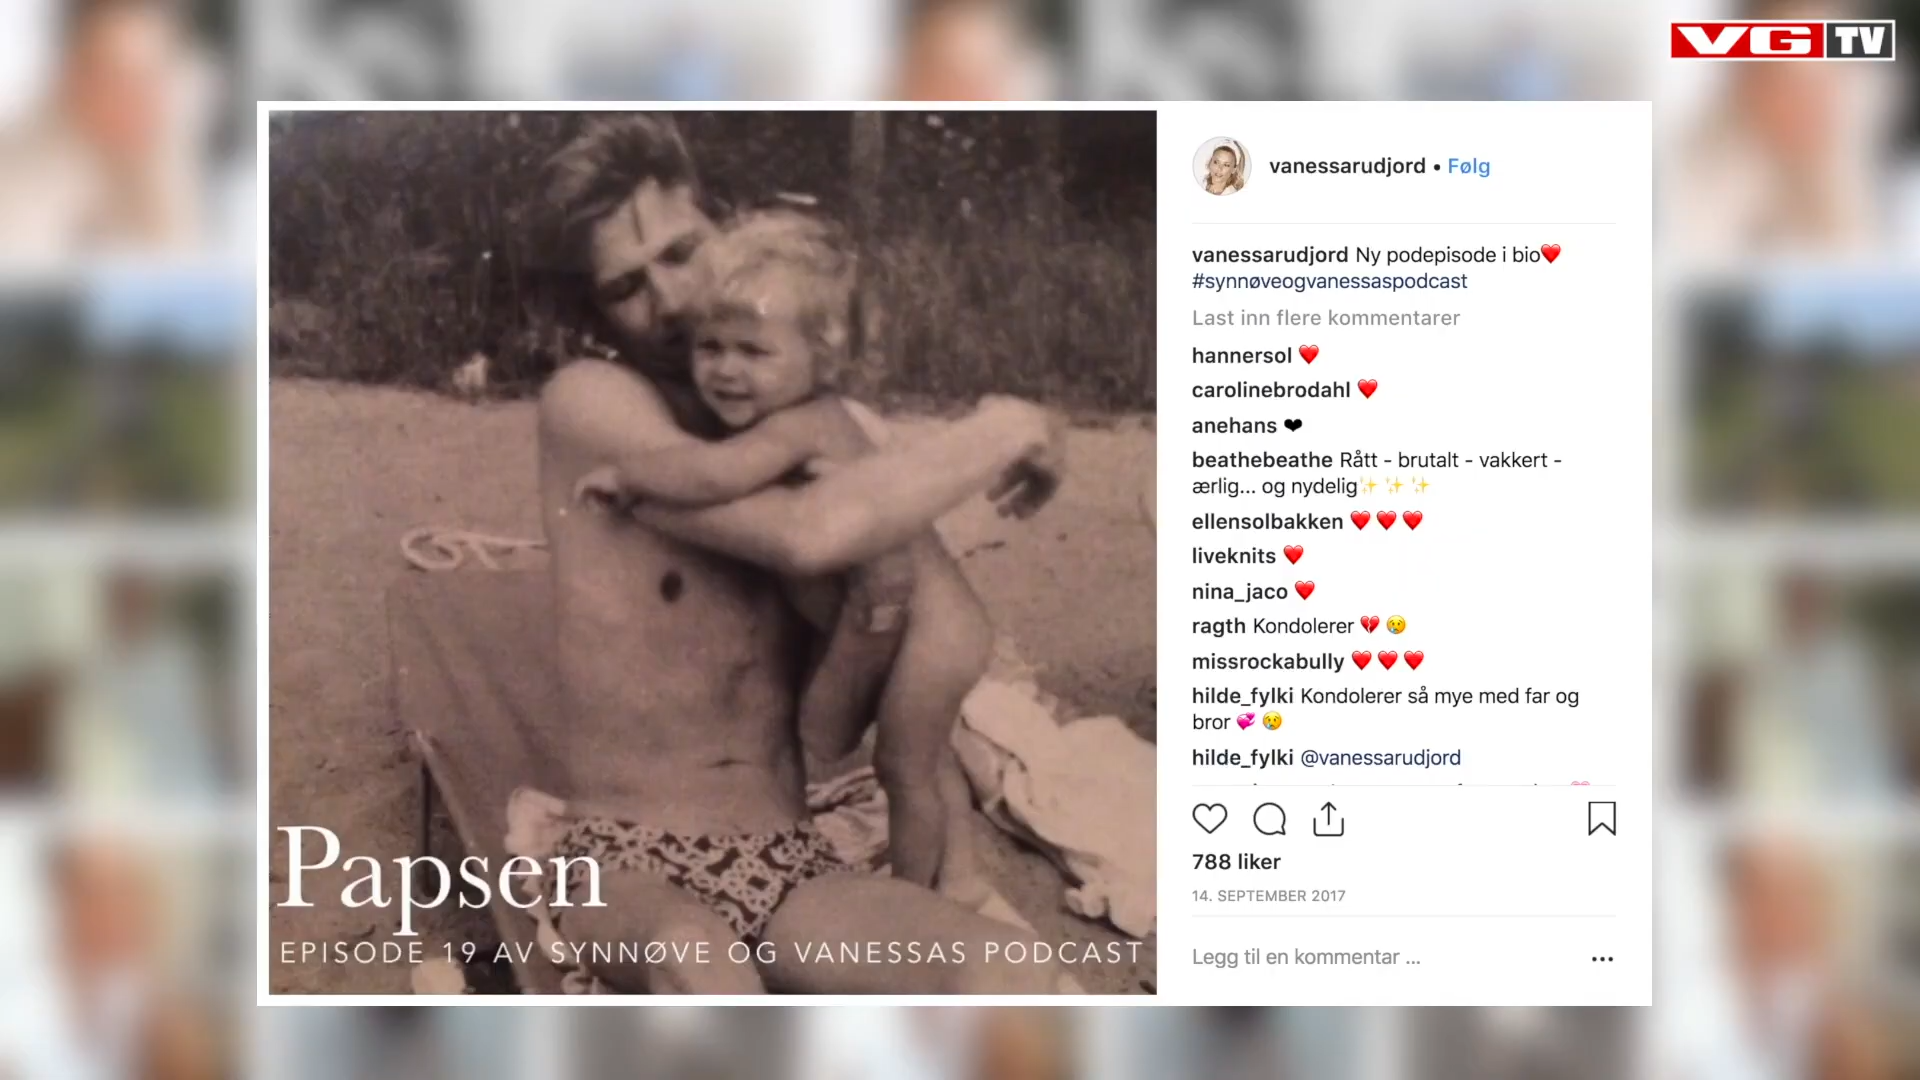 VG TV
Papsen
EPISODE 19 AV SYNNØVE OG VANESSAS PODCAST
vanessarudjord • Følg
vanessarudjord Ny podepisode i bio❤️
#synnøveogvanessaspodcast
Last inn flere kommentarer
hannersol ❤️
carolinebrodahl ❤️
anehans ❤
beathebeathe Rått - brutalt - vakkert -
ærlig... og nydelig✨✨✨
ellensolbakken ❤️❤️❤️
liveknits ❤️
nina_jaco ❤️
ragth Kondolerer 💔😢
missrockabully ❤️❤️❤️
hilde_fylki Kondolerer så mye med far og
bror 💞😢
hilde_fylki @vanessarudjord
788 liker
14. SEPTEMBER 2017
Legg til en kommentar ...